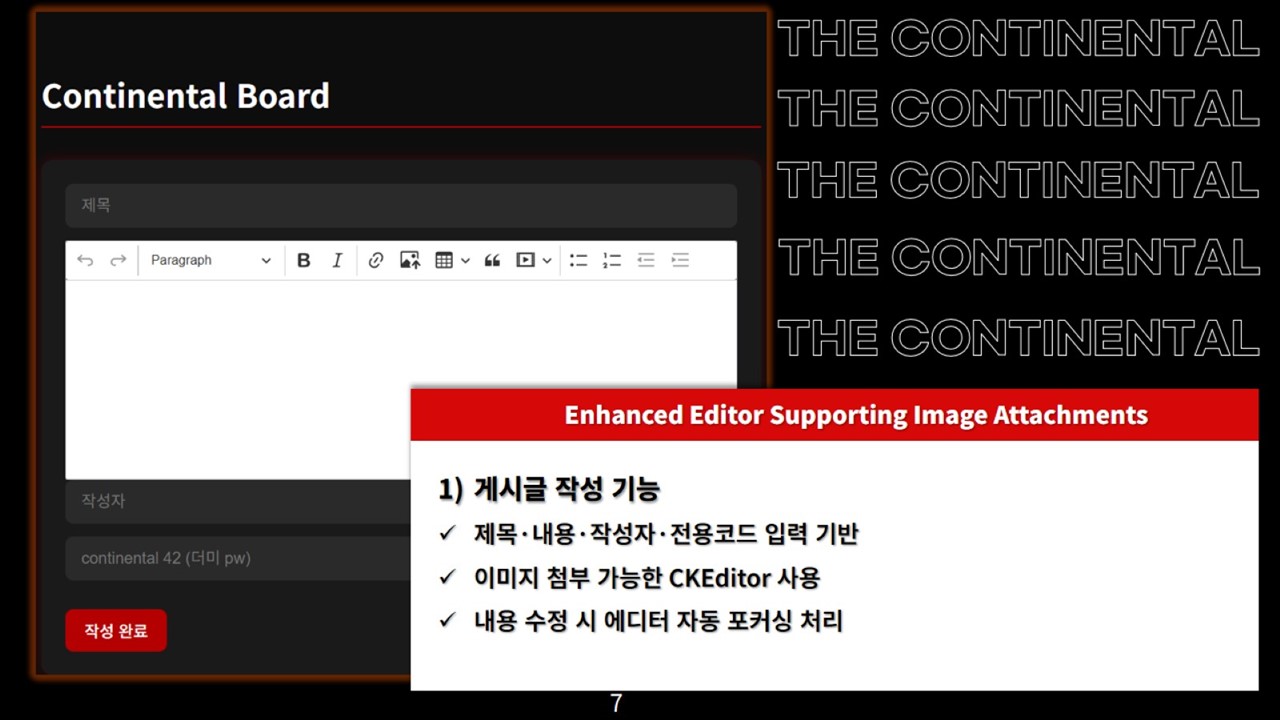 Continental Board
제목
Paragraph
작성자
continental 42 (더미 pw)
작성 완료
THE CONTINENTAL
THE CONTINENTAL
THE CONTINENTAL
THE CONTINENTAL
THE CONTINENTAL
Enhanced Editor Supporting Image Attachments
1) 게시글 작성 기능
✓ 제목·내용·작성자·전용코드 입력 기반
✓ 이미지 첨부 가능한 CKEditor 사용
✓ 내용 수정 시 에디터 자동 포커싱 처리
7